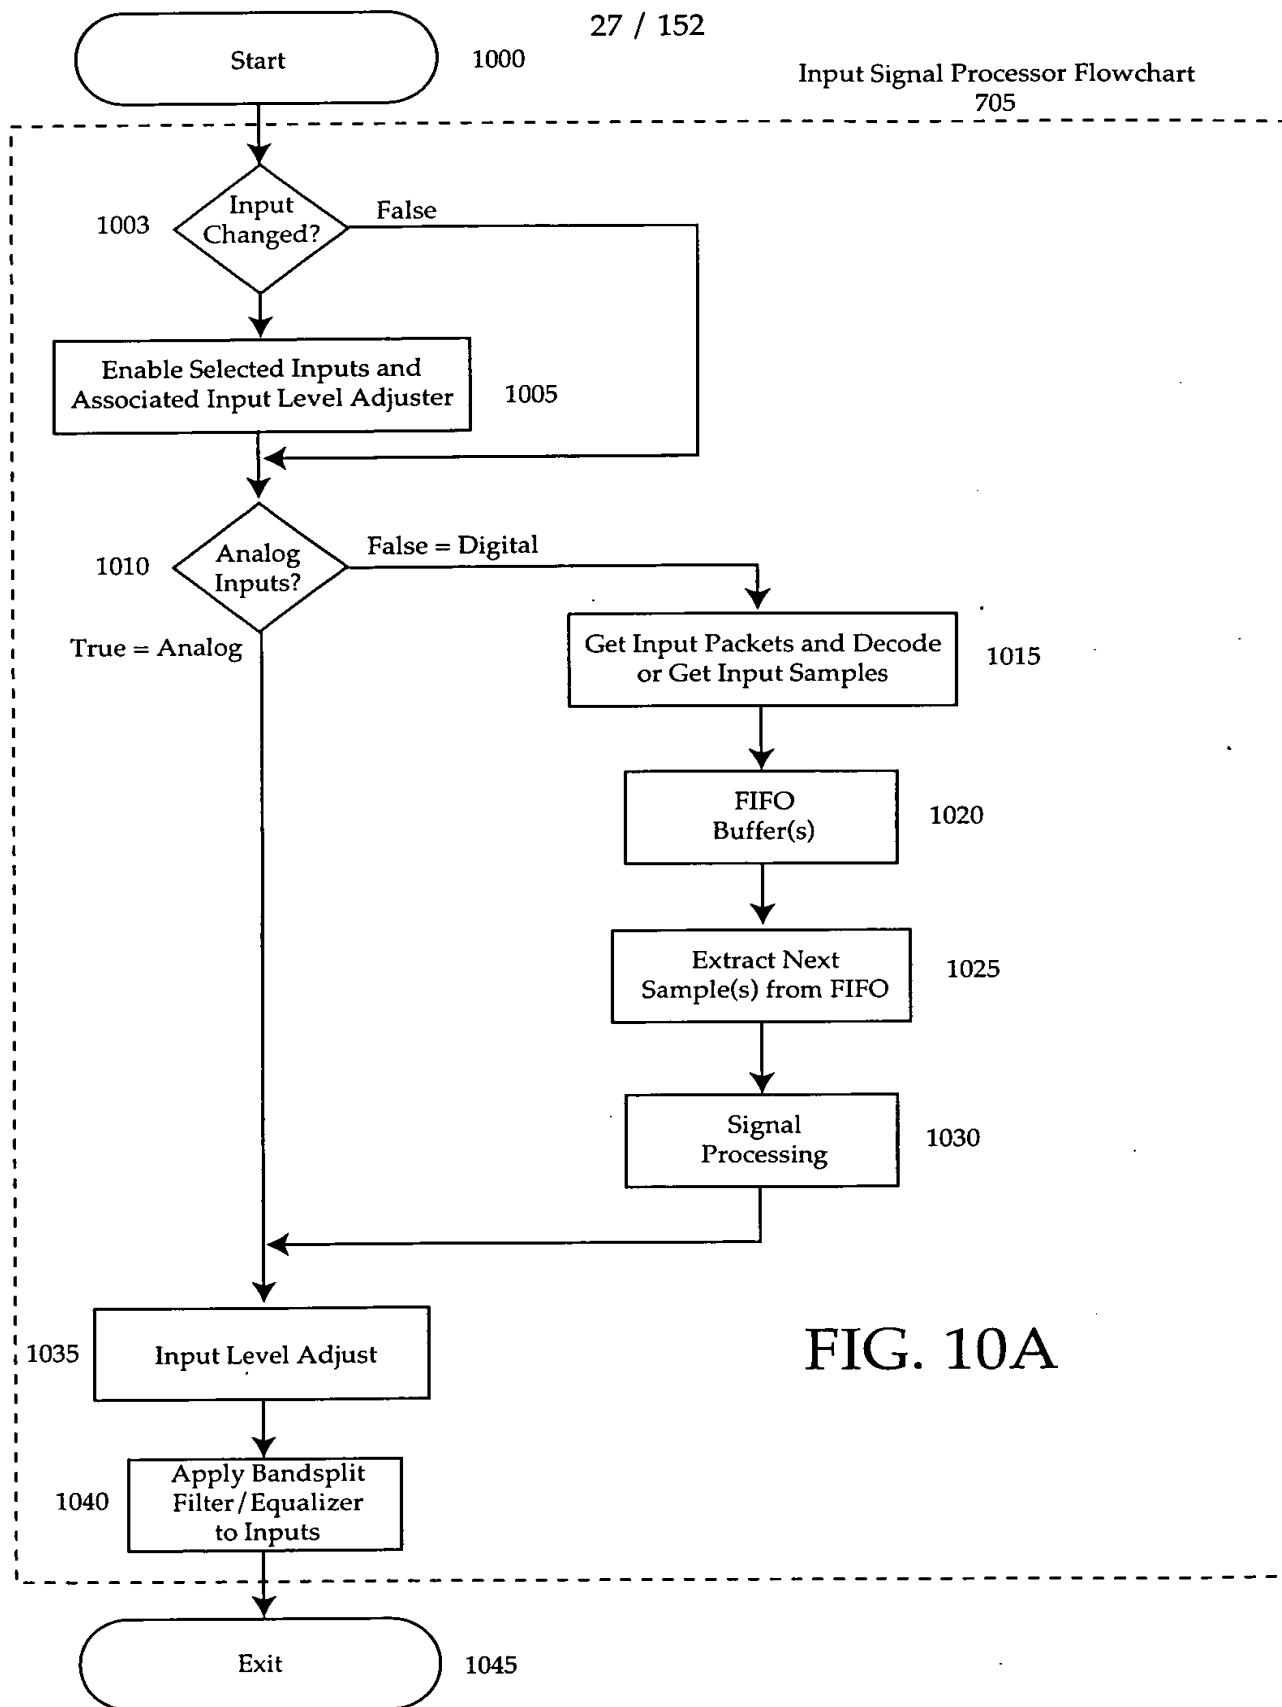 27 / 152
Start
1000
Input Signal Processor Flowchart
705
Input
Changed?
1003
False
Enable Selected Inputs and
Associated Input Level Adjuster
1005
Analog
Inputs?
1010
False = Digital
True = Analog
Get Input Packets and Decode
or Get Input Samples
1015
FIFO
Buffer(s)
1020
Extract Next
Sample(s) from FIFO
1025
Signal
Processing
1030
1035
Input Level Adjust
FIG. 10A
1040
Apply Bandsplit
Filter/Equalizer
to Inputs
Exit
1045